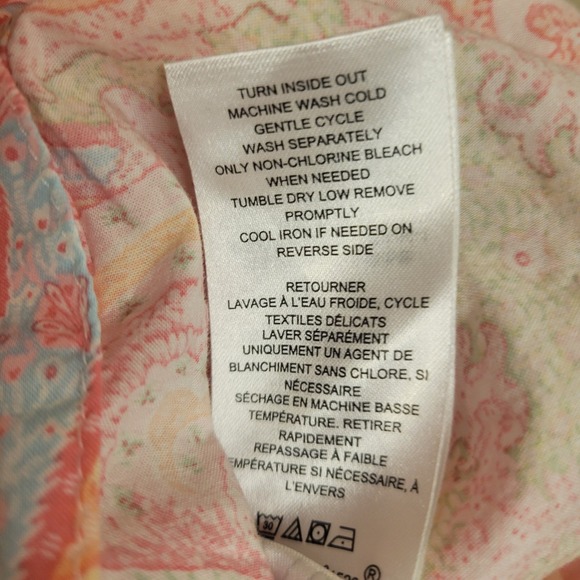 TURN INSIDE OUT
MACHINE WASH COLD
GENTLE CYCLE
WASH SEPARATELY
ONLY NON-CHLORINE BLEACH
WHEN NEEDED
TUMBLE DRY LOW REMOVE
PROMPTLY
COOL IRON IF NEEDED ON
REVERSE SIDE
RETOURNER
LAVAGE À L'EAU FROIDE, CYCLE
TEXTILES DÉLICATS
LAVER SÉPARÉMENT
UNIQUEMENT UN AGENT DE
BLANCHIMENT SANS CHLORE, SI
NÉCESSAIRE
SÉCHAGE EN MACHINE BASSE
TEMPÉRATURE. RETIRER
RAPIDEMENT
REPASSAGE À FAIBLE
EMPÉRATURE SI NÉCESSAIRE, À
L'ENVERS
30
®